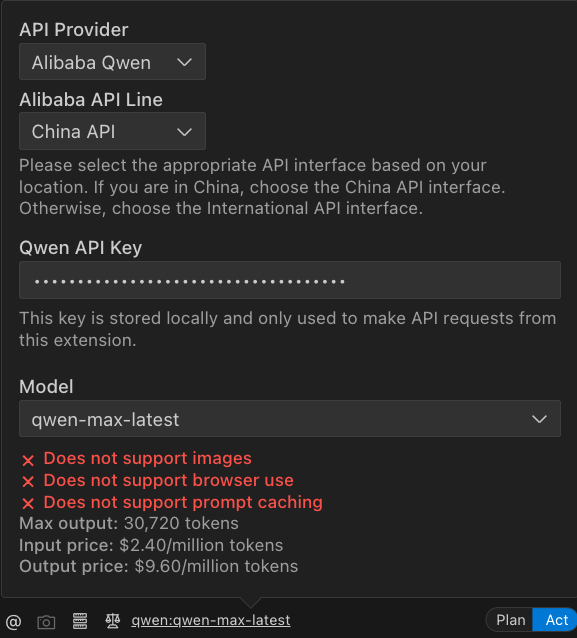 API Provider
Alibaba Qwen
Alibaba API Line
China API
Please select the appropriate API interface based on your
location. If you are in China, choose the China API interface.
Otherwise, choose the International API interface.
Qwen API Key
••••••••••••••••••••••••••••••••••••
This key is stored locally and only used to make API requests from
this extension.
Model
qwen-max-latest
Does not support images
Does not support browser use
Does not support prompt caching
Max output: 30,720 tokens
Input price: $2.40/million tokens
Output price: $9.60/million tokens
@ qwen:qwen-max-latest Plan Act